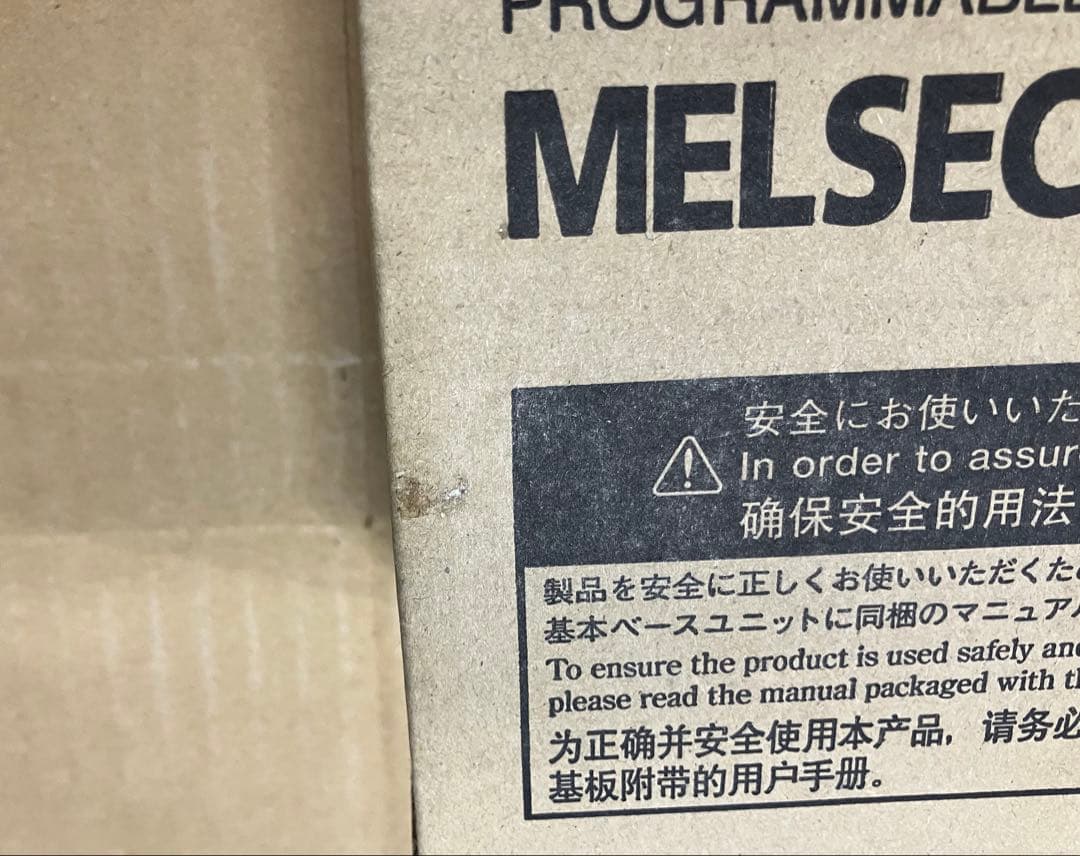 PROGRAMMABLE
MELSEC
安全にお使いいた
In order to assur
确保安全的用法
製品を安全に正しくお使いいただくた
基本ベースユニットに同梱のマニュア
To ensure the product is used safely and
please read the manual packaged with th
为正确并安全使用本产品，请务必
基板附带的用户手册。